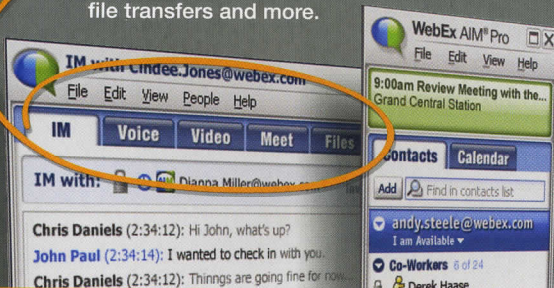 file transfers and more.
IM with Cindee.Jones@webex.com
File Edit View People Help
IM Voice Video Meet Files
IM with: Dianna.Miller@webex.com
Chris Daniels (2:34:12): Hi John, what's up?
John Paul (2:34:14): I wanted to check in with you.
Chris Daniels (2:34:12): Thinngs are going fine for now...
WebEx AIM® Pro
File Edit View Help
9:00am Review Meeting with the...
Grand Central Station
Contacts Calendar
Add Find in contacts list
andy.steele@webex.com
I am Available
Co-Workers 6 of 24
Derek Haase